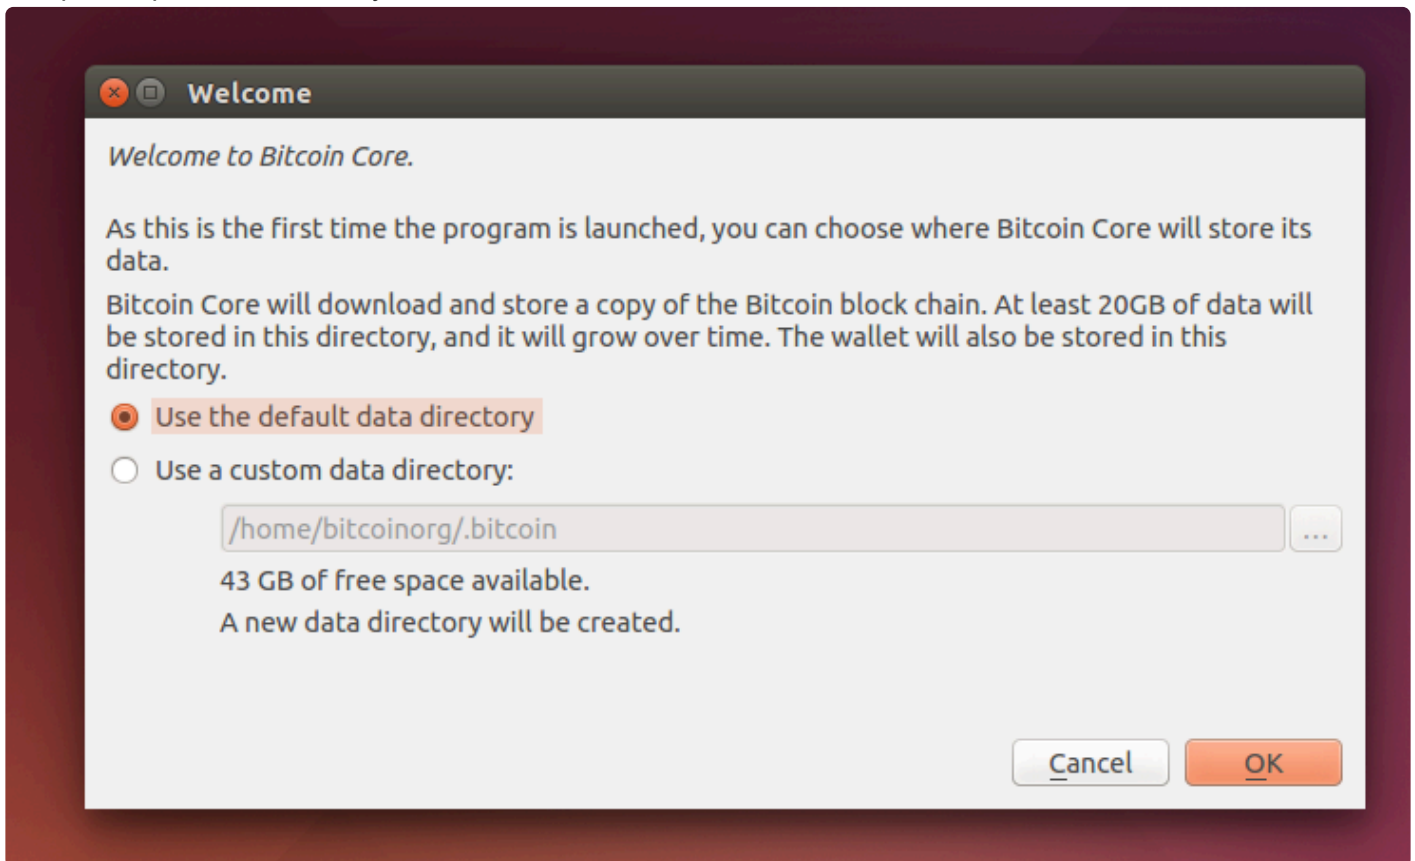 Welcome
Welcome to Bitcoin Core.
As this is the first time the program is launched, you can choose where Bitcoin Core will store its
data.
Bitcoin Core will download and store a copy of the Bitcoin block chain. At least 20GB of data will
be stored in this directory, and it will grow over time. The wallet will also be stored in this
directory.
Use the default data directory
Use a custom data directory:
/home/bitcoinorg/.bitcoin
...
43 GB of free space available.
A new data directory will be created.
Cancel
OK